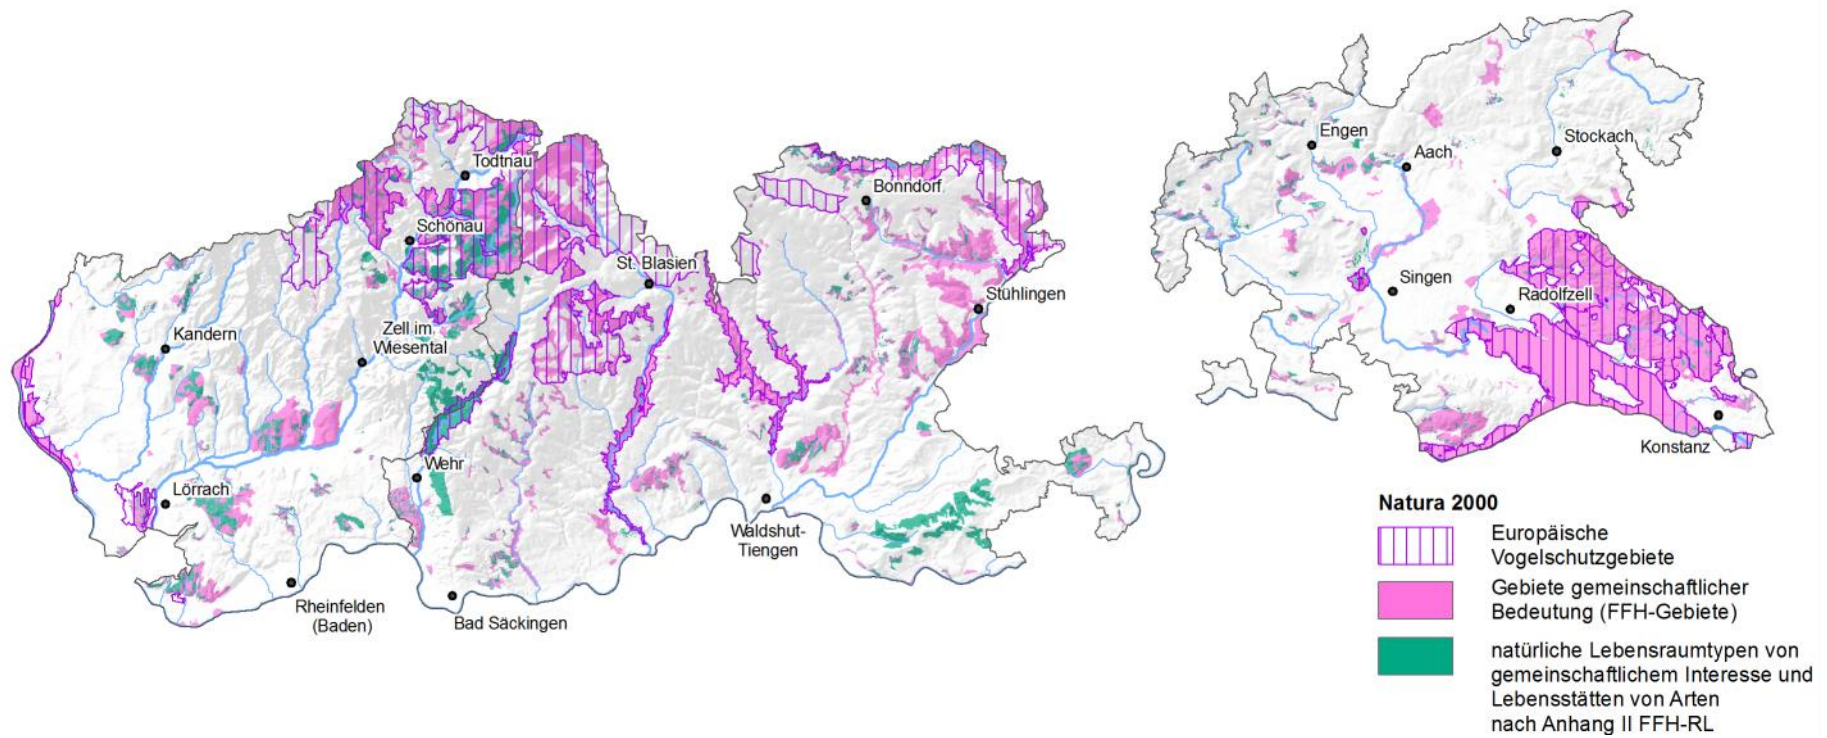 Todtnau
Schönau
St. Blasien
Bonndorf
Stühlingen
Kandern
Zell im
Wiesental
Lörrach
Wehr
Waldshut-
Tiengen
Rheinfelden
(Baden)
Bad Säckingen
Engen
Aach
Stockach
Singen
Radolfzell
Konstanz
Natura 2000
Europäische
Vogelschutzgebiete
Gebiete gemeinschaftlicher
Bedeutung (FFH-Gebiete)
natürliche Lebensraumtypen von
gemeinschaftlichem Interesse und
Lebensstätten von Arten
nach Anhang II FFH-RL